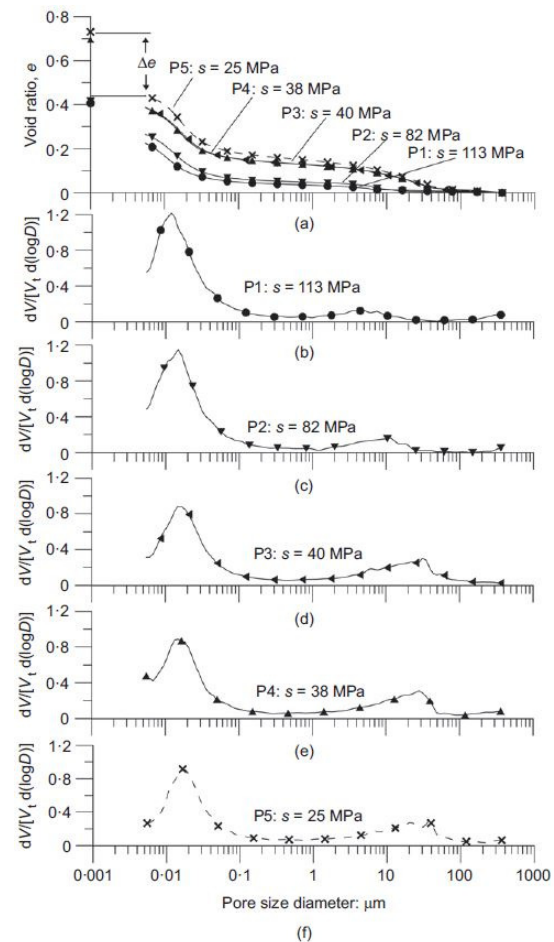 0·8
0·6
0·4
0·2
0
Void ratio, e
Δe
P5: s = 25 MPa
P4: s = 38 MPa
P3: s = 40 MPa
P2: s = 82 MPa
P1: s = 113 MPa
(a)
1·2
0·8
0·4
0
dV/[Vt d(logD)]
P1: s = 113 MPa
(b)
1·2
0·8
0·4
0
dV/[Vt d(logD)]
P2: s = 82 MPa
(c)
1·2
0·8
0·4
0
dV/[Vt d(logD)]
P3: s = 40 MPa
(d)
1·2
0·8
0·4
0
dV/[Vt d(logD)]
P4: s = 38 MPa
(e)
1·2
0·8
0·4
0
dV/[Vt d(logD)]
P5: s = 25 MPa
0·001 0·01 0·1 1 10 100 1000
Pore size diameter: μm
(f)